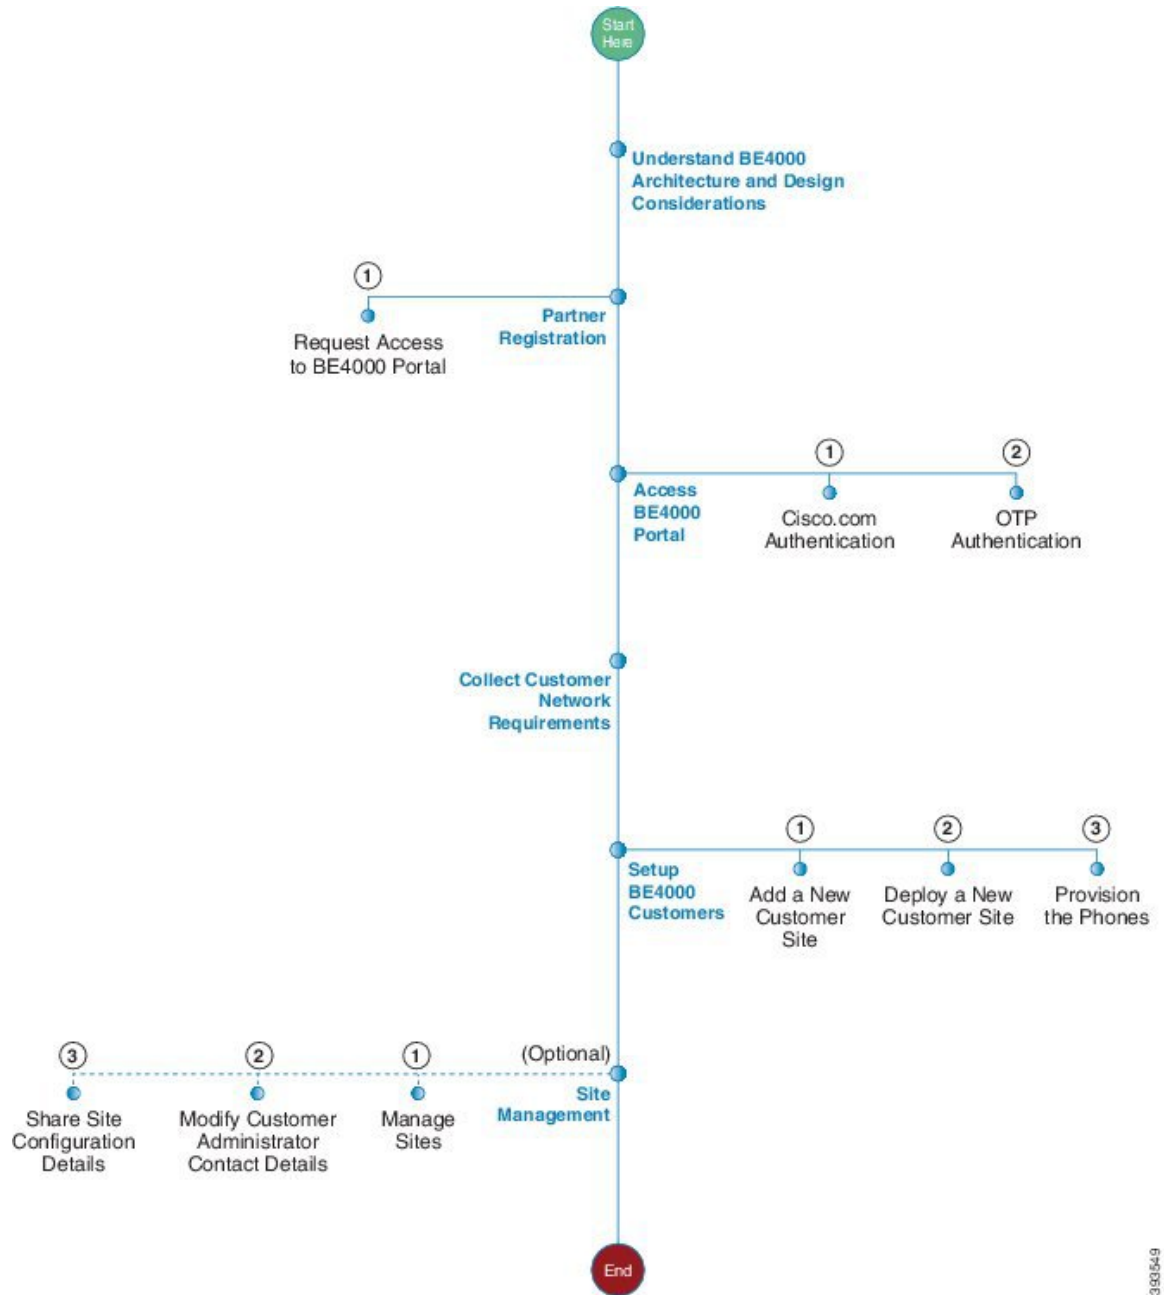 Start
Here
Understand BE4000
Architecture and Design
Considerations
1
Partner
Registration
Request Access
to BE4000 Portal
1
2
Access
BE4000
Portal
Cisco.com
Authentication
OTP
Authentication
Collect Customer
Network
Requirements
1
2
3
Setup
BE4000
Customers
Add a New
Customer
Site
Deploy a New
Customer Site
Provision
the Phones
3
2
1
(Optional)
Site
Management
Share Site
Configuration
Details
Modify Customer
Administrator
Contact Details
Manage
Sites
End
393549